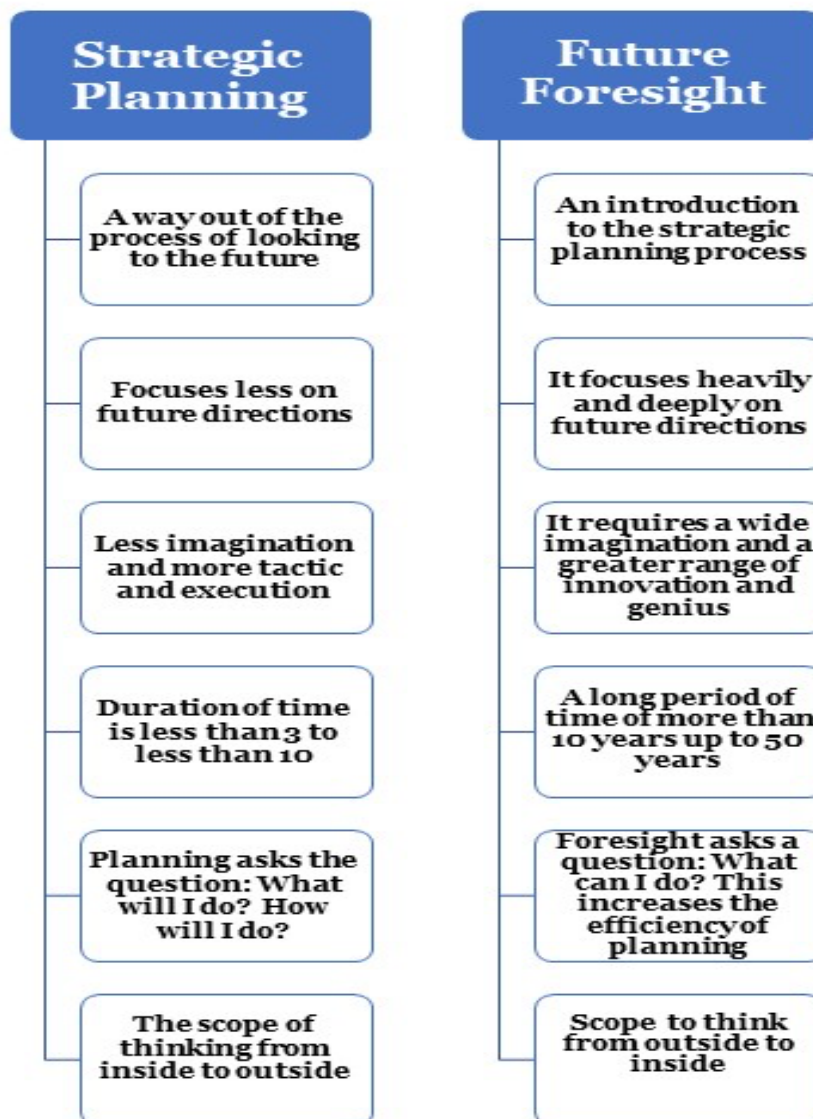 Strategic
Planning
A way out of the
process of looking
to the future
Focuses less on
future directions
Less imagination
and more tactic
and execution
Duration of time
is less than 3 to
less than 10
Planning asks the
question: What
will I do? How
will I do?
The scope of
thinking from
inside to outside
Future
Foresight
An introduction
to the strategic
planning process
It focuses heavily
and deeply on
future directions
It requires a wide
imagination and a
greater range of
innovation and
genius
A long period of
time of more than
10 years up to 50
years
Foresight asks a
question: What
can I do? This
increases the
efficiency of
planning
Scope to think
from outside to
inside